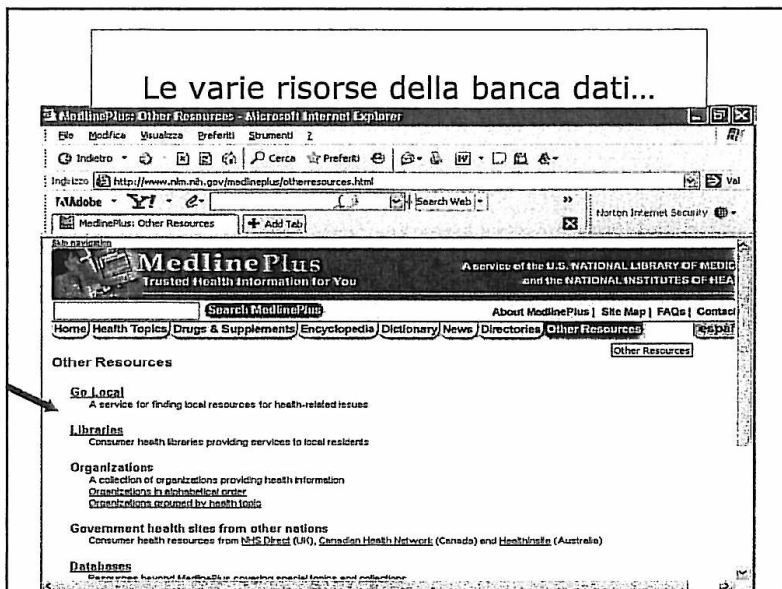 Le varie risorse della banca dati...
MedlinePlus: Other Resources - Microsoft Internet Explorer
File Modifica Visualizza Preferiti Strumenti ?
Indietro Cerca Preferiti
Indirizzo http://www.nlm.nih.gov/medlineplus/otherresources.html Vai
Adobe Y! Search Web Norton Internet Security
MedlinePlus: Other Resources Add Tab
Skip navigation
MedlinePlus A service of the U.S. NATIONAL LIBRARY OF MEDIC
Trusted Health Information for You and the NATIONAL INSTITUTES OF HEA
Search MedlinePlus About MedlinePlus | Site Map | FAQs | Contact
Home Health Topics Drugs & Supplements Encyclopedia Dictionary News Directories Other Resources españ
Other Resources
Other Resources
Go Local
A service for finding local resources for health-related issues
Libraries
Consumer health libraries providing services to local residents
Organizations
A collection of organizations providing health information
Organizations in alphabetical order
Organizations grouped by health topic
Government health sites from other nations
Consumer health resources from NHS Direct (UK), Canadian Health Network (Canada) and HealthInsite (Australia)
Databases
Resources beyond MedlinePlus covering special topics and collections